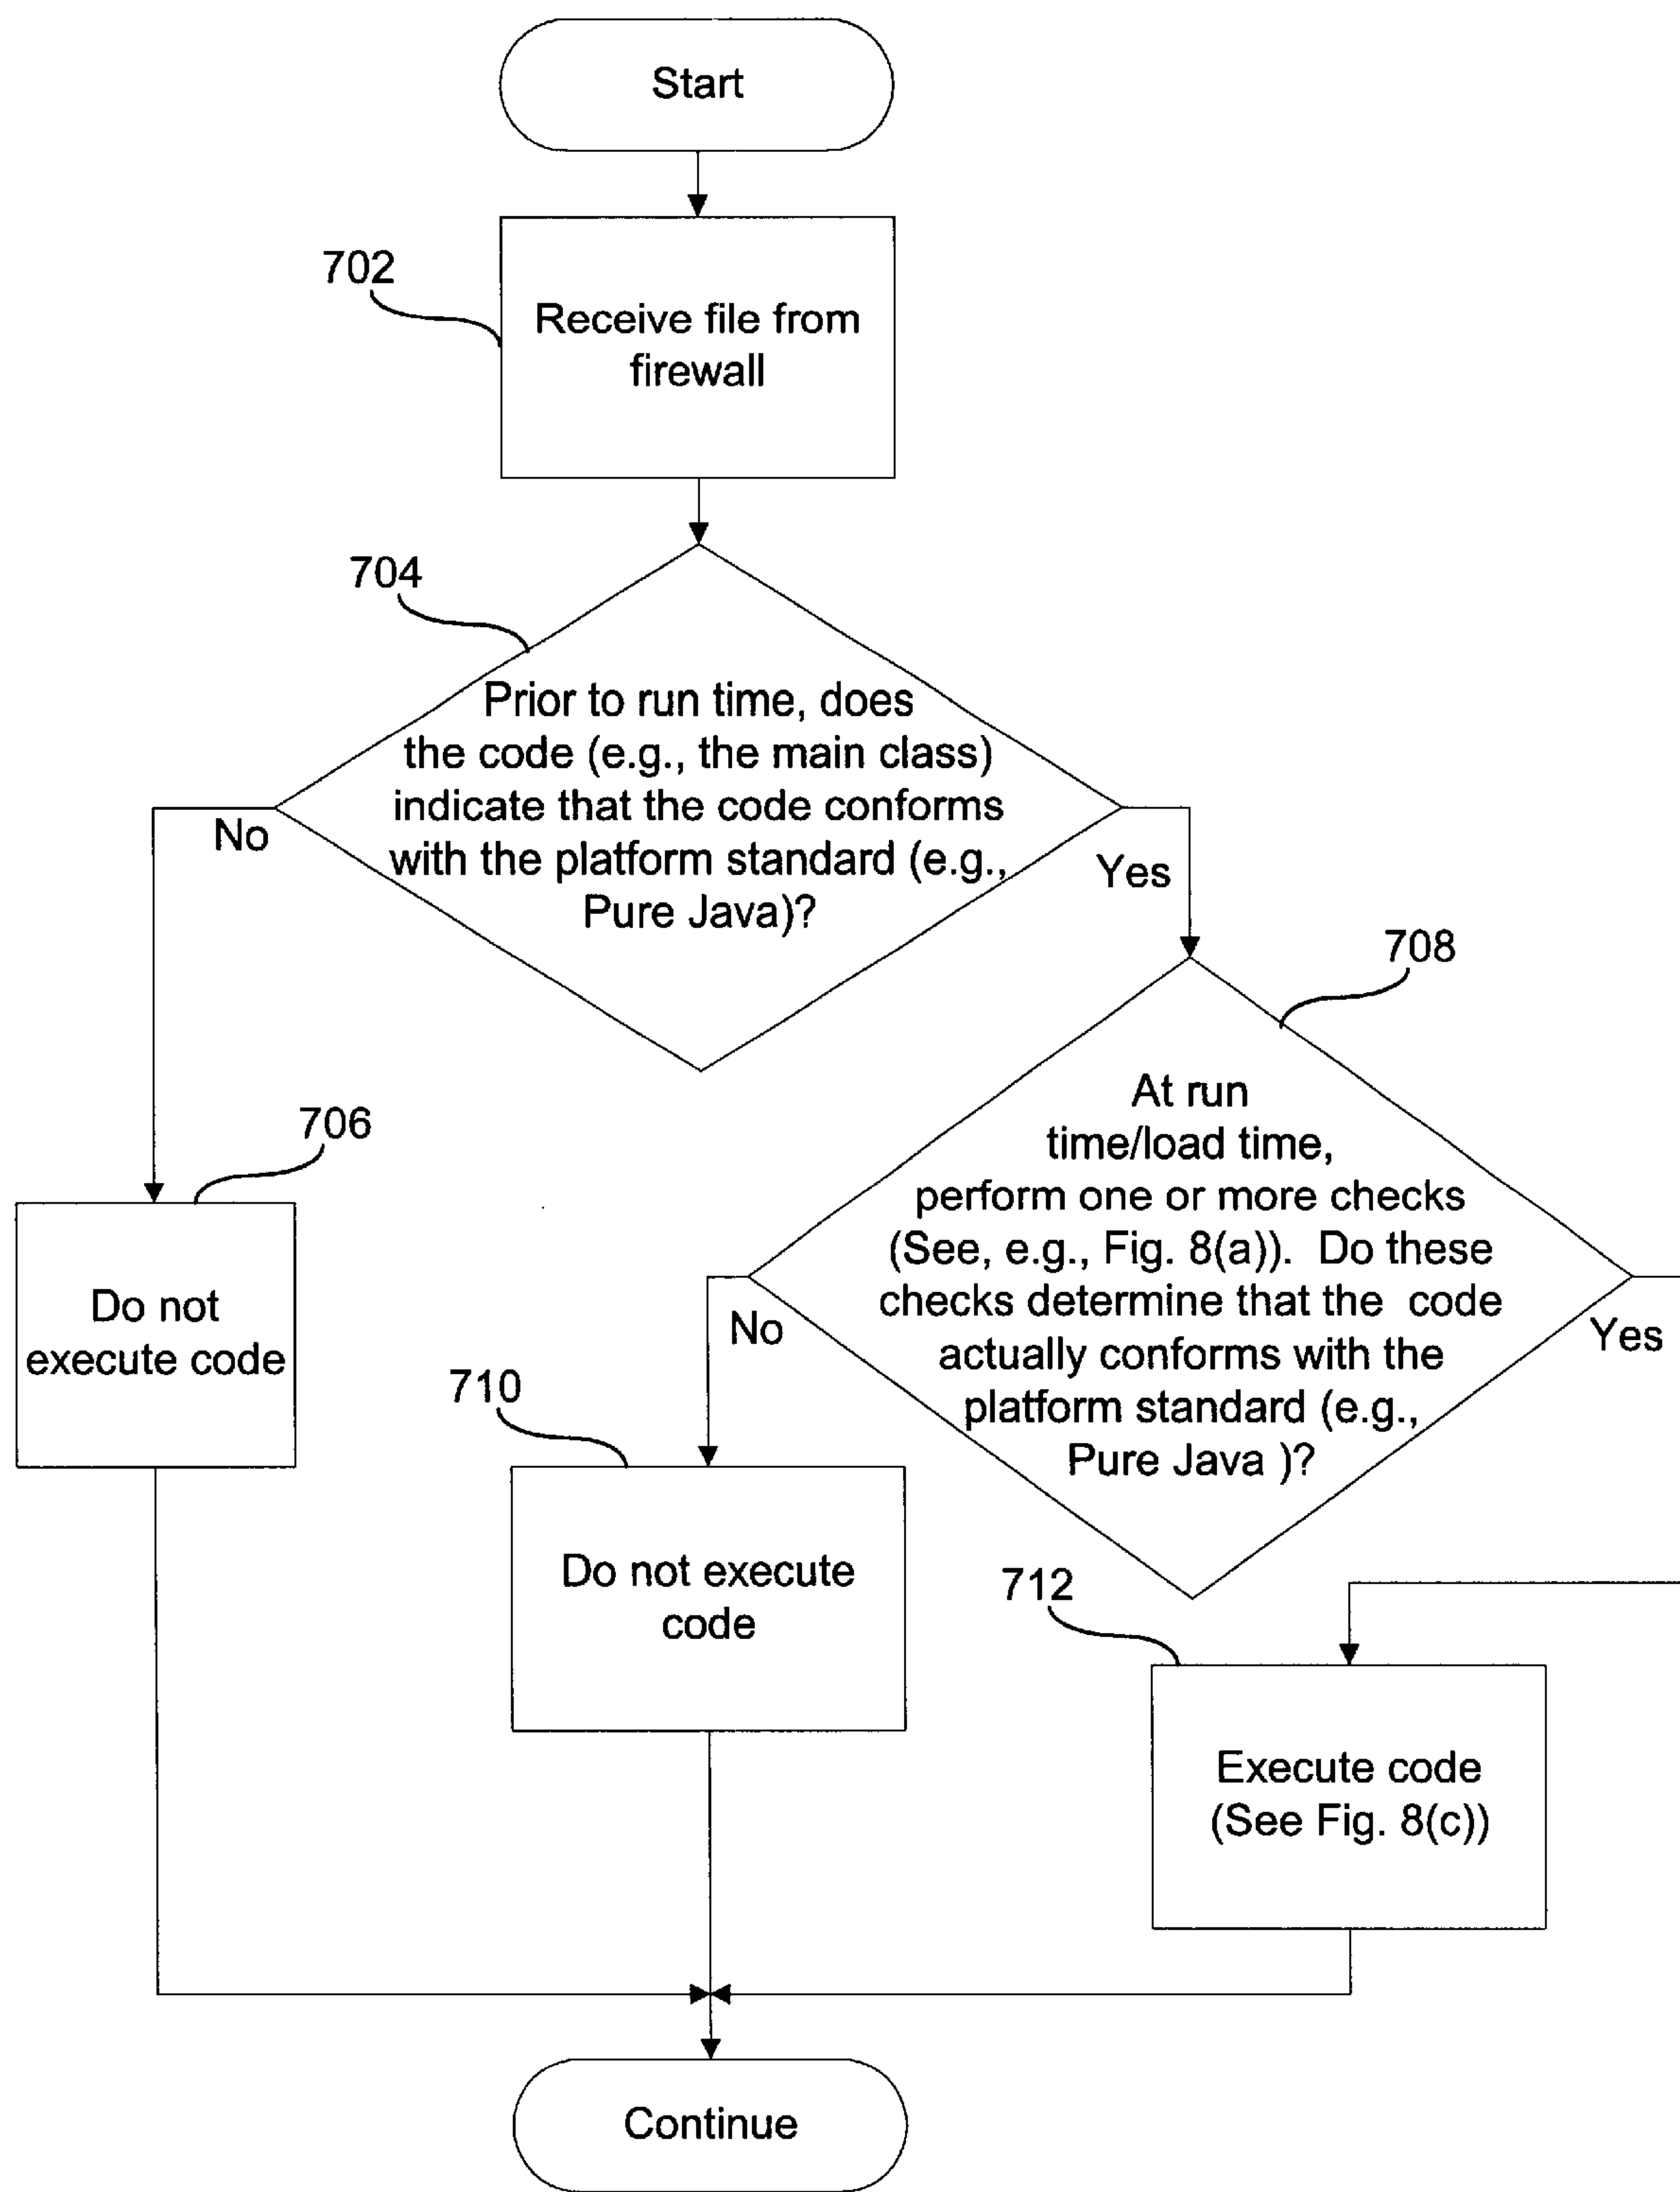 Start
702
Receive file from
firewall
704
Prior to run time, does
the code (e.g., the main class)
indicate that the code conforms
with the platform standard (e.g.,
Pure Java)?
No
Yes
708
At run
time/load time,
perform one or more checks
(See, e.g., Fig. 8(a)).  Do these
checks determine that the  code
actually conforms with the
platform standard (e.g.,
Pure Java )?
No
Yes
706
Do not
execute code
710
Do not execute
code
712
Execute code
(See Fig. 8(c))
Continue